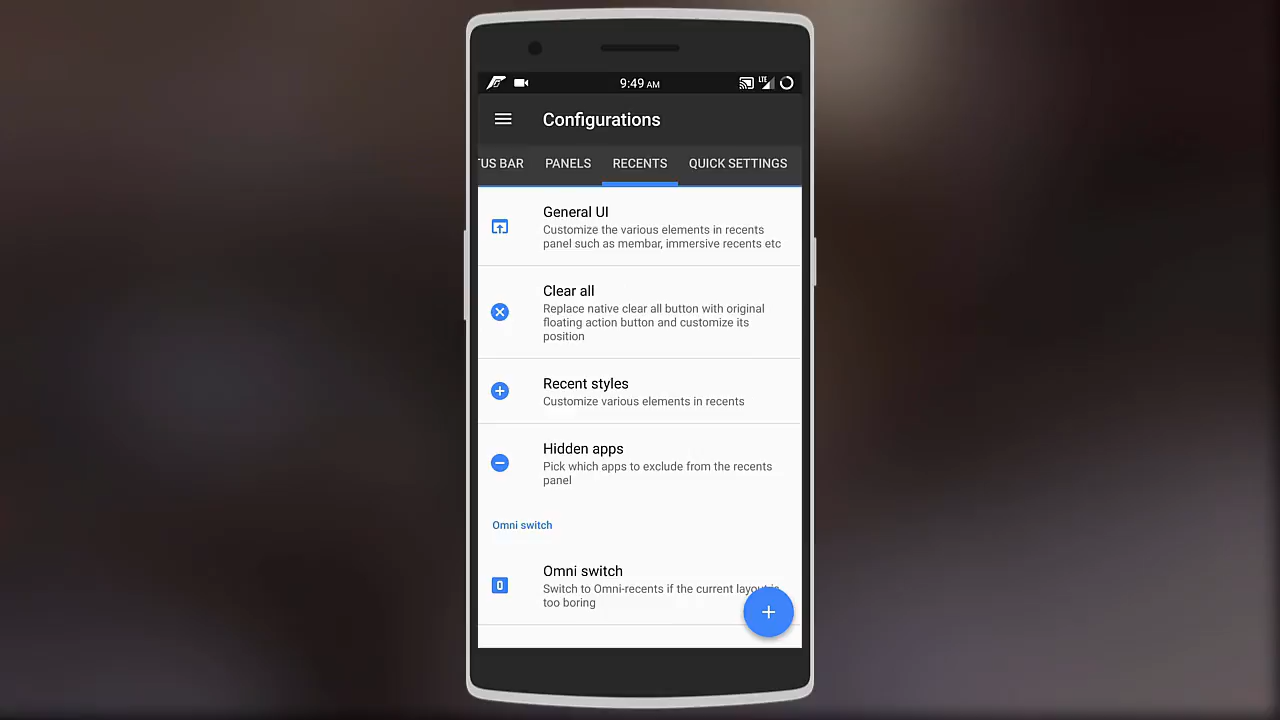 9:49 AM
LTE
Configurations
TUS BAR PANELS RECENTS QUICK SETTINGS
General UI
Customize the various elements in recents
panel such as membar, immersive recents etc
Clear all
Replace native clear all button with original
floating action button and customize its
position
Recent styles
Customize various elements in recents
Hidden apps
Pick which apps to exclude from the recents
panel
Omni switch
Omni switch
Switch to Omni-recents if the current layout is
too boring